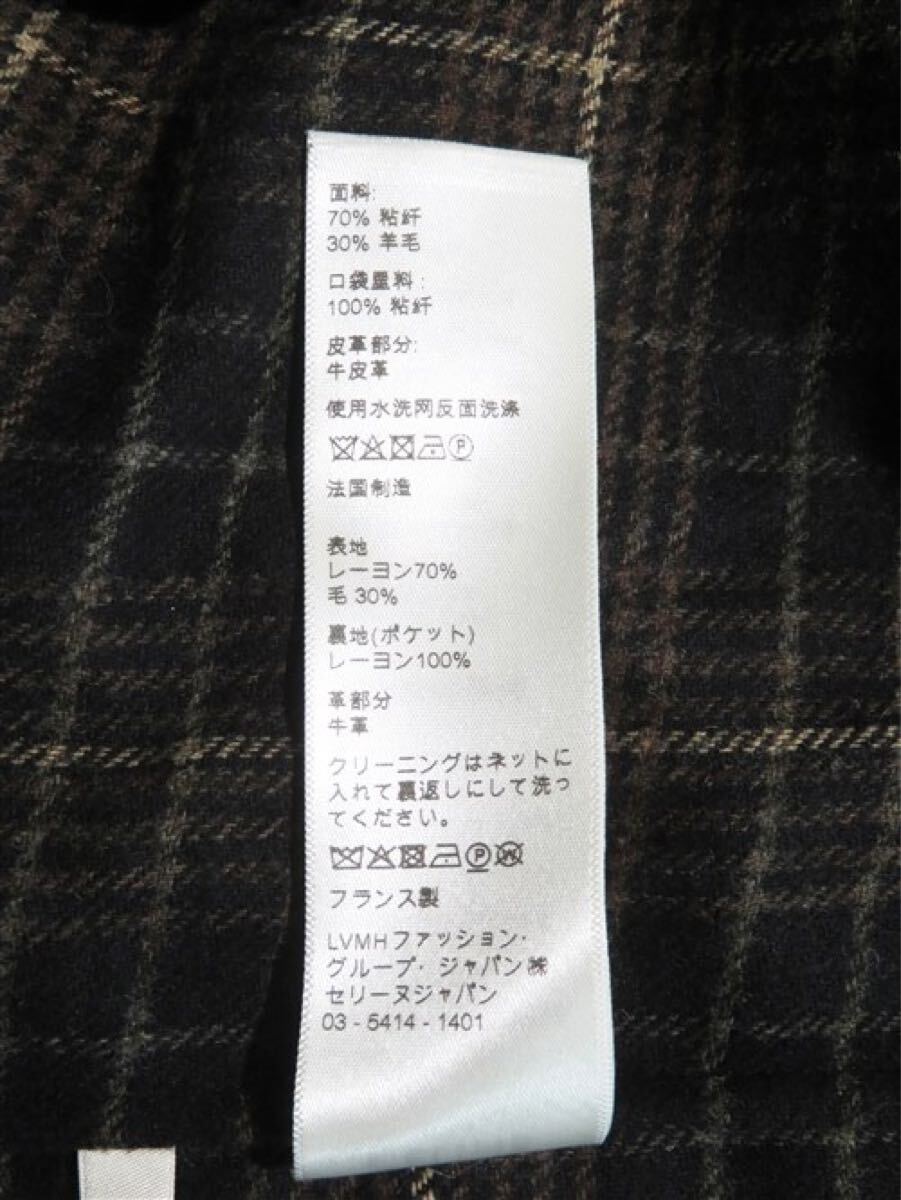 面料:
70% 粘纤
30% 羊毛
口袋里料:
100% 粘纤
皮革部分:
牛皮革
使用水洗网反面洗涤
P
法国制造
表地
レーヨン70%
毛 30%
裏地(ポケット)
レーヨン100%
革部分
牛革
クリーニングはネットに
入れて裏返しにして洗っ
てください。
P W
フランス製
LVMHファッション・
グループ・ジャパン㈱
セリーヌジャパン
03 - 5414 - 1401